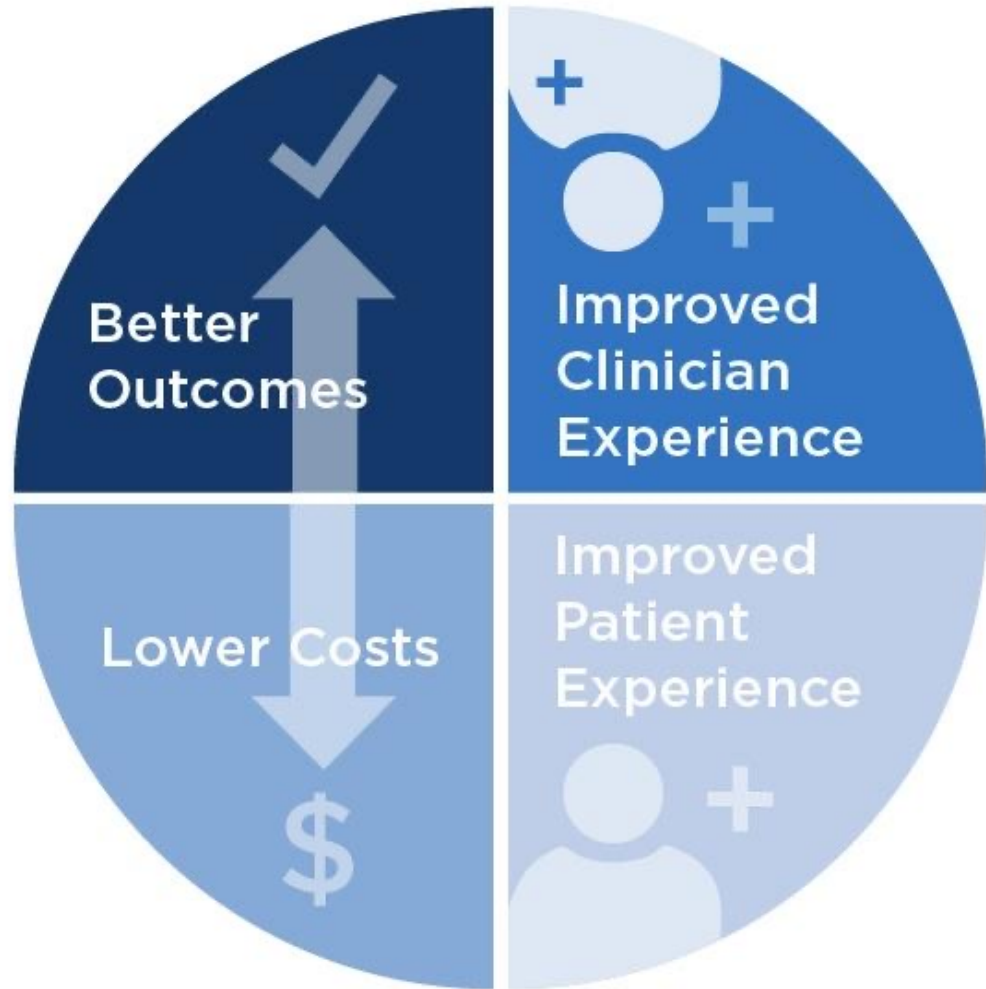 Better
Outcomes
Improved
Clinician
Experience
Lower Costs
$
Improved
Patient
Experience